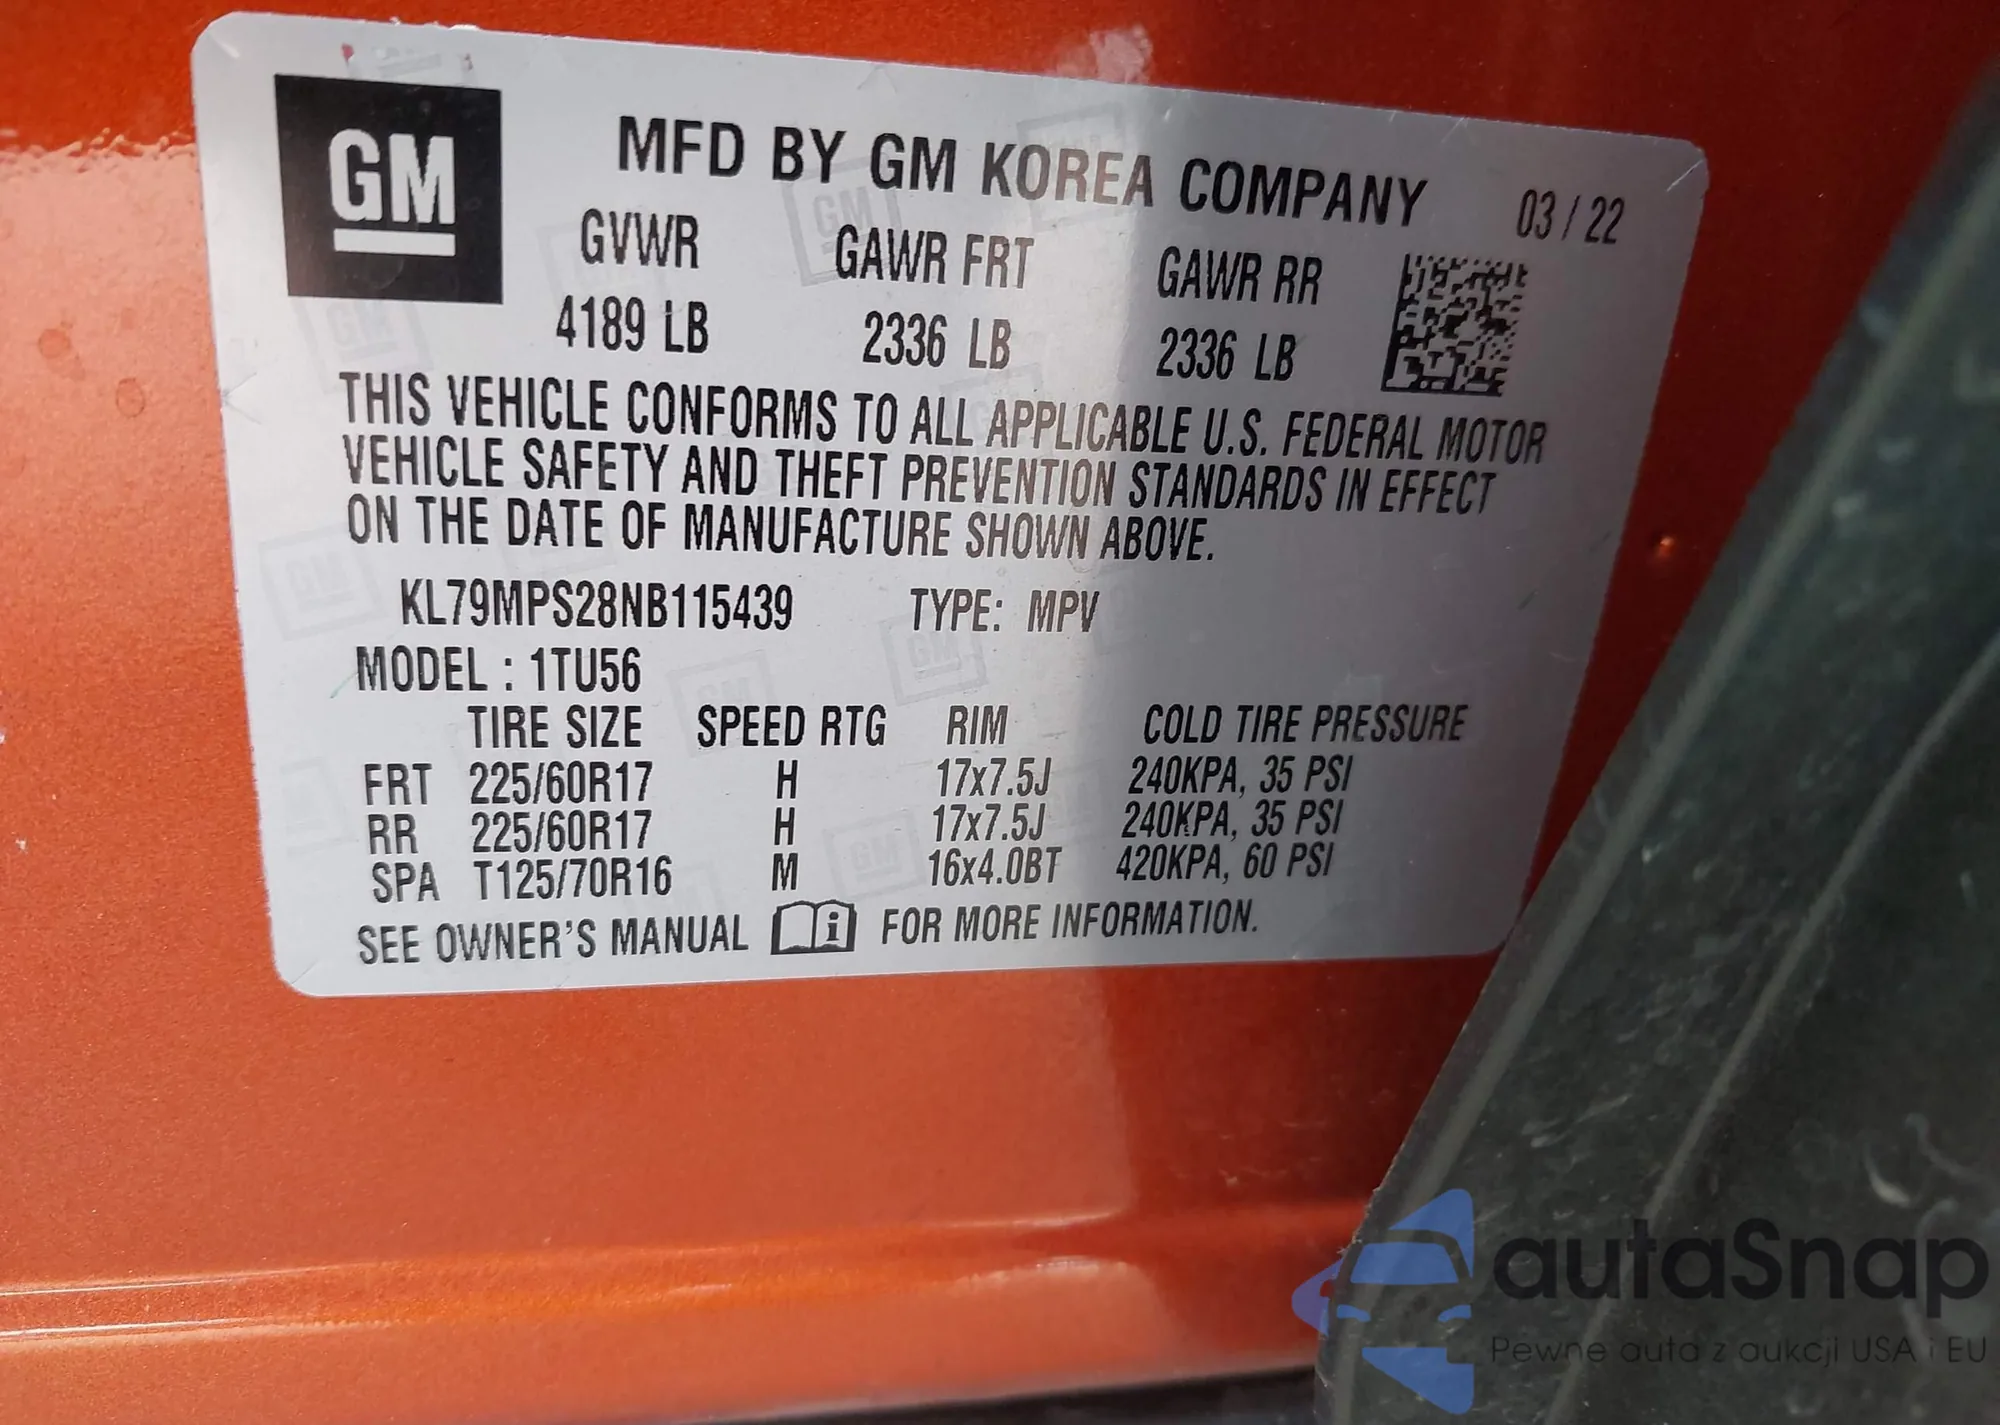 GM
MFD BY GM KOREA COMPANY 03 / 22
GVWR GAWR FRT GAWR RR
4189 LB 2336 LB 2336 LB
THIS VEHICLE CONFORMS TO ALL APPLICABLE U.S. FEDERAL MOTOR
VEHICLE SAFETY AND THEFT PREVENTION STANDARDS IN EFFECT
ON THE DATE OF MANUFACTURE SHOWN ABOVE.
KL79MPS28NB115439 TYPE: MPV
MODEL : 1TU56
TIRE SIZE SPEED RTG RIM COLD TIRE PRESSURE
FRT 225/60R17 H 17x7.5J 240KPA, 35 PSI
RR 225/60R17 H 17x7.5J 240KPA, 35 PSI
SPA T125/70R16 M 16x4.0BT 420KPA, 60 PSI
SEE OWNER'S MANUAL i FOR MORE INFORMATION.
autaSnap
Pewne auta z aukcji USA i EU